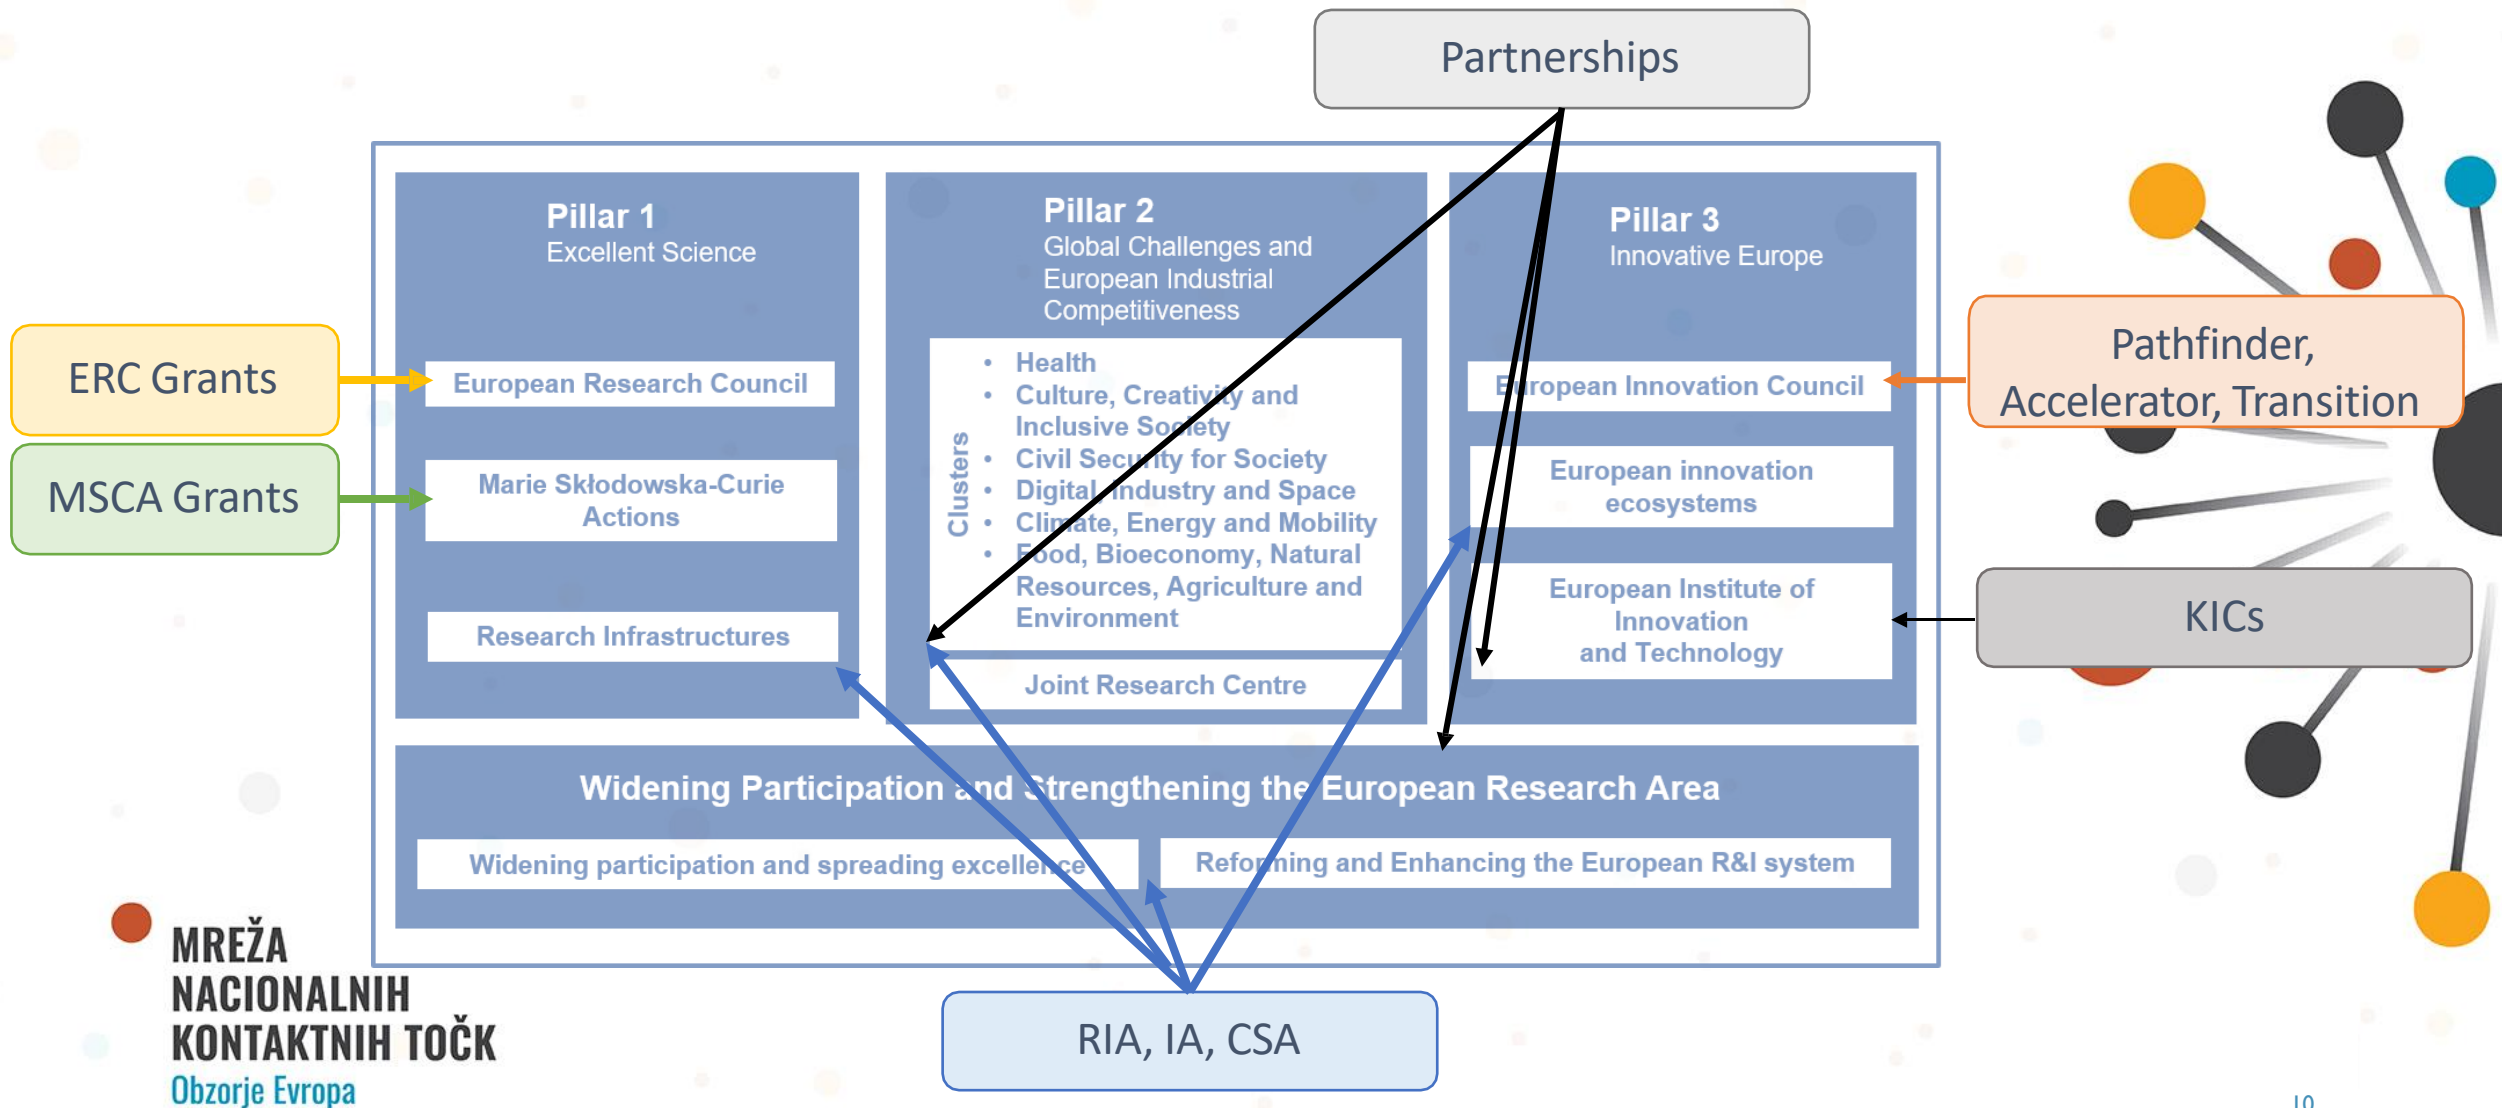 Partnerships
Pillar 1
Excellent Science
ERC Grants
European Research Council
MSCA Grants
Marie Skłodowska-Curie
Actions
Research Infrastructures
Pillar 2
Global Challenges and
European Industrial
Competitiveness
Clusters
• Health
• Culture, Creativity and
Inclusive Society
• Civil Security for Society
• Digital, Industry and Space
• Climate, Energy and Mobility
• Food, Bioeconomy, Natural
Resources, Agriculture and
Environment
Joint Research Centre
Pillar 3
Innovative Europe
European Innovation Council
Pathfinder,
Accelerator, Transition
European innovation
ecosystems
European Institute of
Innovation
and Technology
KICs
Widening Participation and Strengthening the European Research Area
Widening participation and spreading excellence
Reforming and Enhancing the European R&I system
RIA, IA, CSA
MREŽA
NACIONALNIH
KONTAKTNIH TOČK
Obzorje Evropa